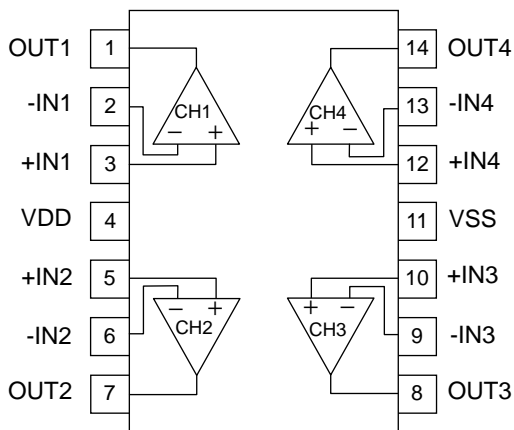 OUT1 1 14 OUT4
-IN1 2 CH1 CH4 13 -IN4
− + + −
+IN1 3 12 +IN4
VDD 4 11 VSS
+IN2 5 10 +IN3
− + + −
-IN2 6 CH2 CH3 9 -IN3
OUT2 7 8 OUT3